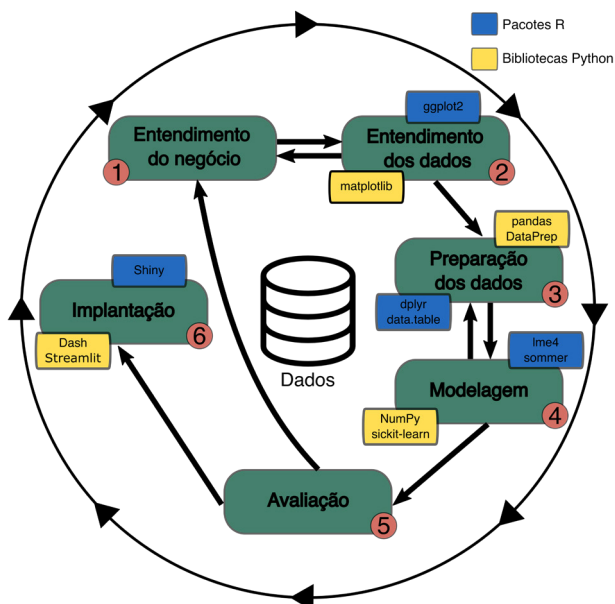 Pacotes R
Bibliotecas Python
ggplot2
Entendimento
do negócio
1
Entendimento
dos dados
2
matplotlib
pandas
DataPrep
Preparação
dos dados
3
dplyr
data.table
Shiny
Implantação
6
Dash
Streamlit
Dados
lme4
sommer
Modelagem
4
NumPy
sickit-learn
Avaliação
5